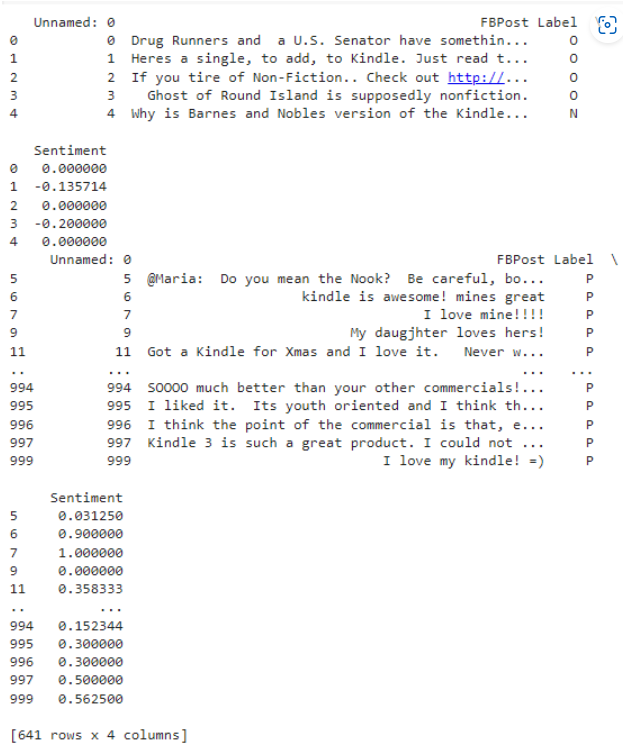 Unnamed: 0 FBPost Label \
0 0 Drug Runners and a U.S. Senator have somethin... O
1 1 Heres a single, to add, to Kindle. Just read t... O
2 2 If you tire of Non-Fiction.. Check out http://... O
3 3 Ghost of Round Island is supposedly nonfiction. O
4 4 Why is Barnes and Nobles version of the Kindle... N
Sentiment
0 0.000000
1 -0.135714
2 0.000000
3 -0.200000
4 0.000000
Unnamed: 0 FBPost Label \
5 5 @Maria: Do you mean the Nook? Be careful, bo... P
6 6 kindle is awesome! mines great P
7 7 I love mine!!!! P
9 9 My daugjhter loves hers! P
11 11 Got a Kindle for Xmas and I love it. Never w... P
.. ... ... ...
994 994 SOOOO much better than your other commercials!... P
995 995 I liked it. Its youth oriented and I think th... P
996 996 I think the point of the commercial is that, e... P
997 997 Kindle 3 is such a great product. I could not ... P
999 999 I love my kindle! =) P
Sentiment
5 0.031250
6 0.900000
7 1.000000
9 0.000000
11 0.358333
.. ...
994 0.152344
995 0.300000
996 0.300000
997 0.500000
999 0.562500
[641 rows x 4 columns]